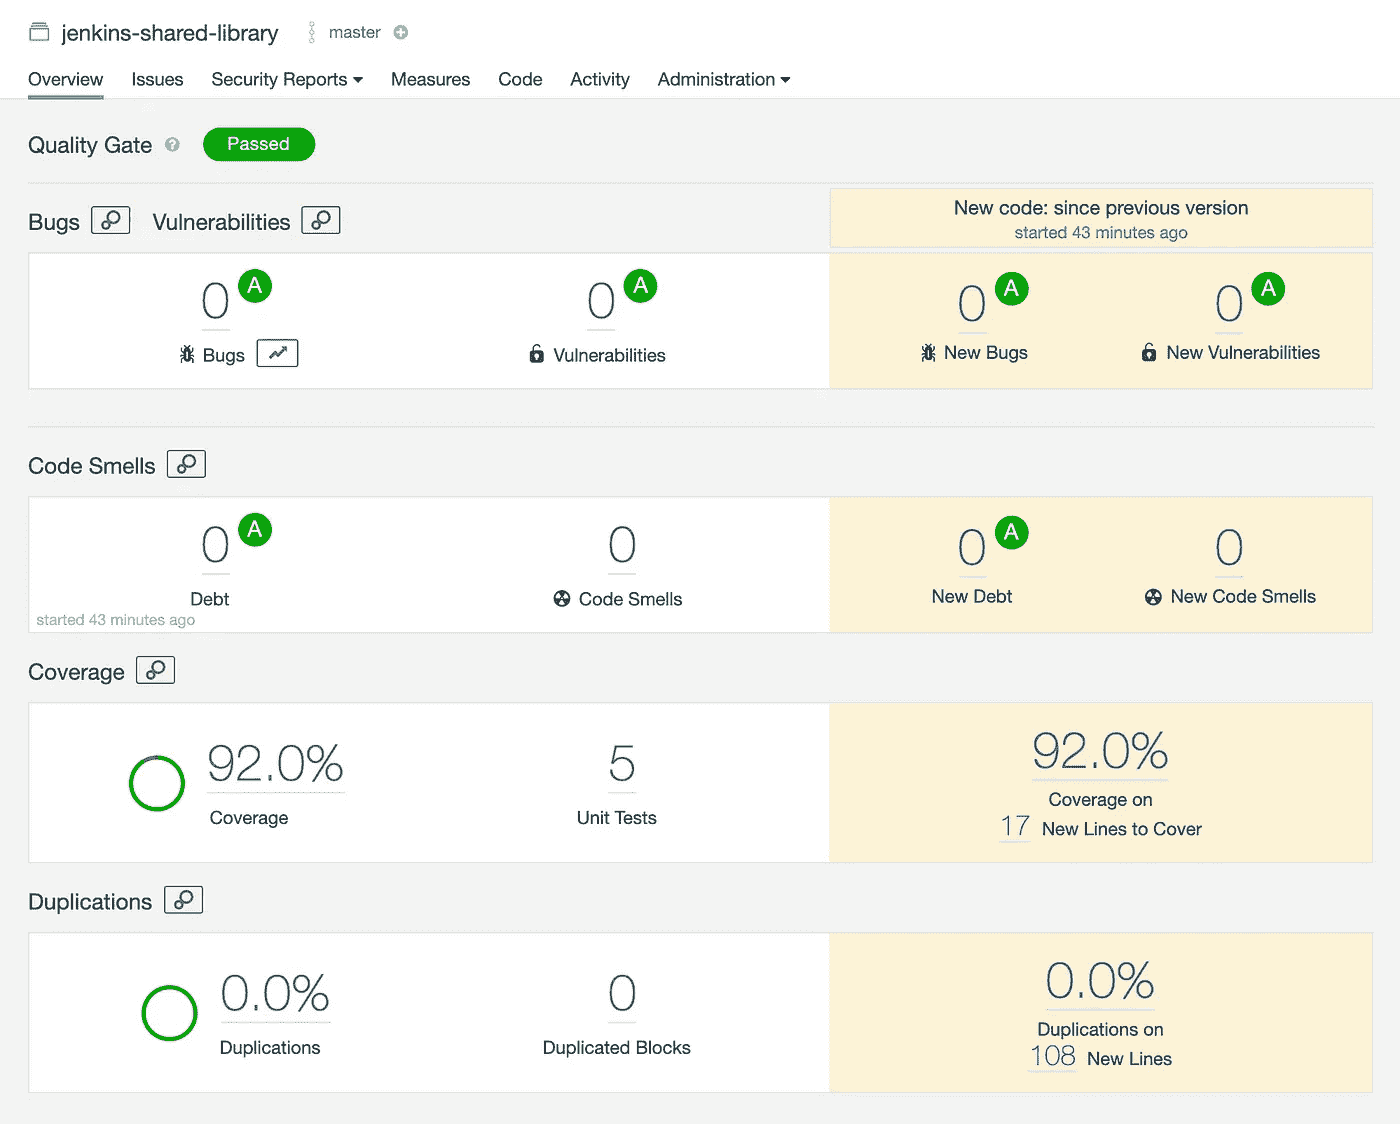 jenkins-shared-library master
Overview Issues Security Reports Measures Code Activity Administration
Quality Gate ? Passed
Bugs Vulnerabilities
New code: since previous version
started 43 minutes ago
0 A 0 A 0 A 0 A
Bugs Vulnerabilities New Bugs New Vulnerabilities
Code Smells
0 A 0 0 A 0
Debt Code Smells New Debt New Code Smells
started 43 minutes ago
Coverage
92.0% 5 92.0%
Coverage Unit Tests Coverage on
17 New Lines to Cover
Duplications
0.0% 0 0.0%
Duplications Duplicated Blocks Duplications on
108 New Lines